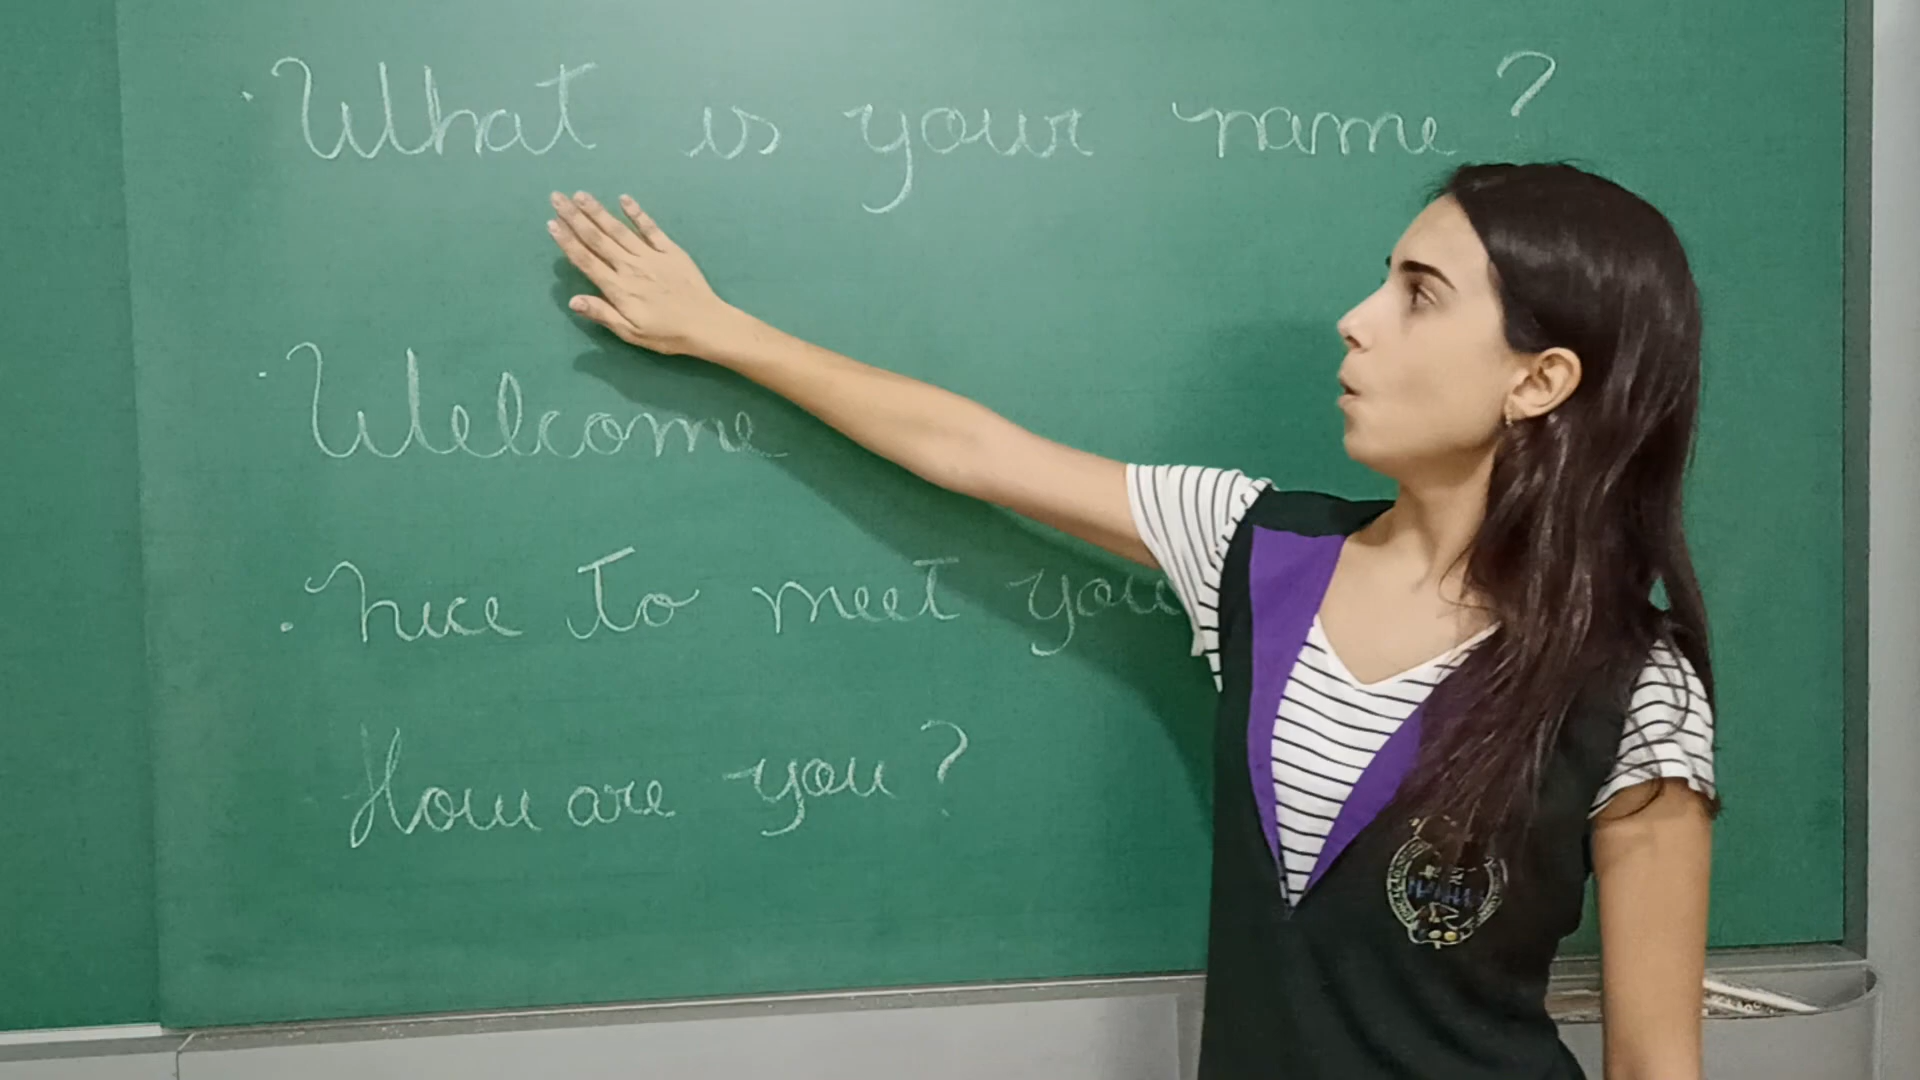 · What is your name?
· Welcome
· Nice to meet you
How are you?